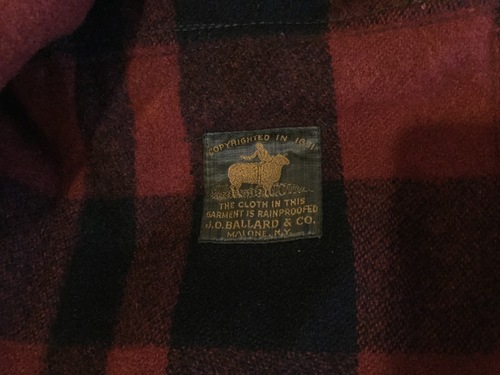 COPYRIGHTED IN 1891
THE CLOTH IN THIS
GARMENT IS RAINPROOFED
J.O. BALLARD & CO.
MALONE, N.Y.